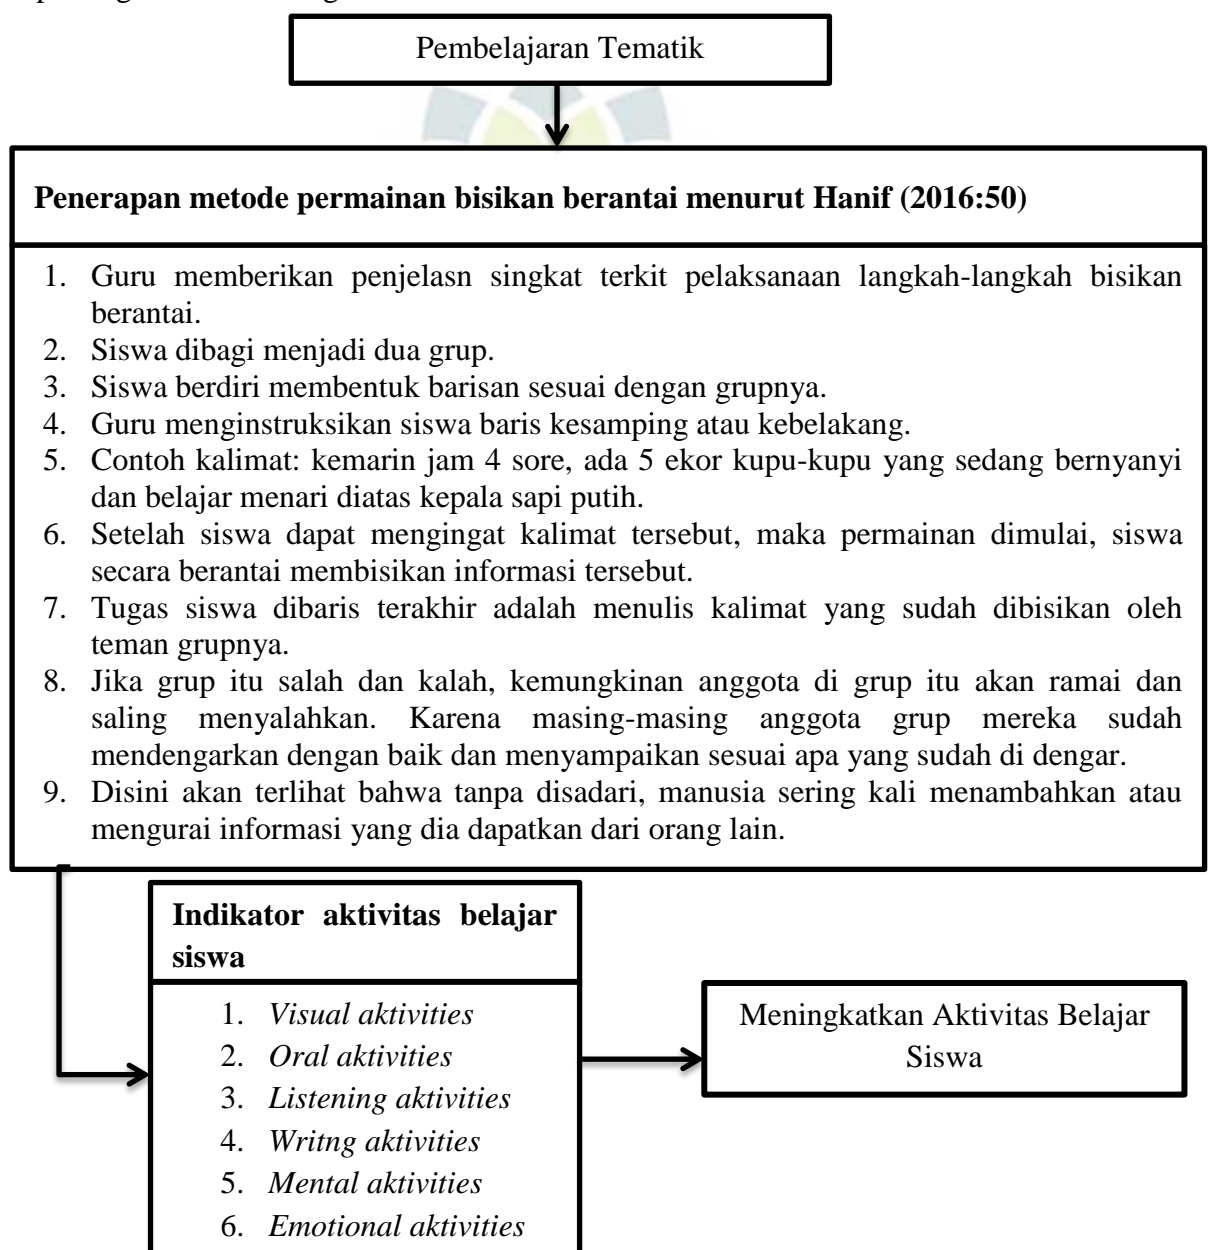 Pembelajaran Tematik
Penerapan metode permainan bisikan berantai menurut Hanif (2016:50)
1. Guru memberikan penjelasn singkat terkit pelaksanaan langkah-langkah bisikan
berantai.
2. Siswa dibagi menjadi dua grup.
3. Siswa berdiri membentuk barisan sesuai dengan grupnya.
4. Guru menginstruksikan siswa baris kesamping atau kebelakang.
5. Contoh kalimat: kemarin jam 4 sore, ada 5 ekor kupu-kupu yang sedang bernyanyi
dan belajar menari diatas kepala sapi putih.
6. Setelah siswa dapat mengingat kalimat tersebut, maka permainan dimulai, siswa
secara berantai membisikan informasi tersebut.
7. Tugas siswa dibaris terakhir adalah menulis kalimat yang sudah dibisikan oleh
teman grupnya.
8. Jika grup itu salah dan kalah, kemungkinan anggota di grup itu akan ramai dan
saling menyalahkan. Karena masing-masing anggota grup mereka sudah
mendengarkan dengan baik dan menyampaikan sesuai apa yang sudah di dengar.
9. Disini akan terlihat bahwa tanpa disadari, manusia sering kali menambahkan atau
mengurai informasi yang dia dapatkan dari orang lain.
Indikator aktivitas belajar
siswa
1. Visual aktivities
2. Oral aktivities
3. Listening aktivities
4. Writng aktivities
5. Mental aktivities
6. Emotional aktivities
Meningkatkan Aktivitas Belajar
Siswa